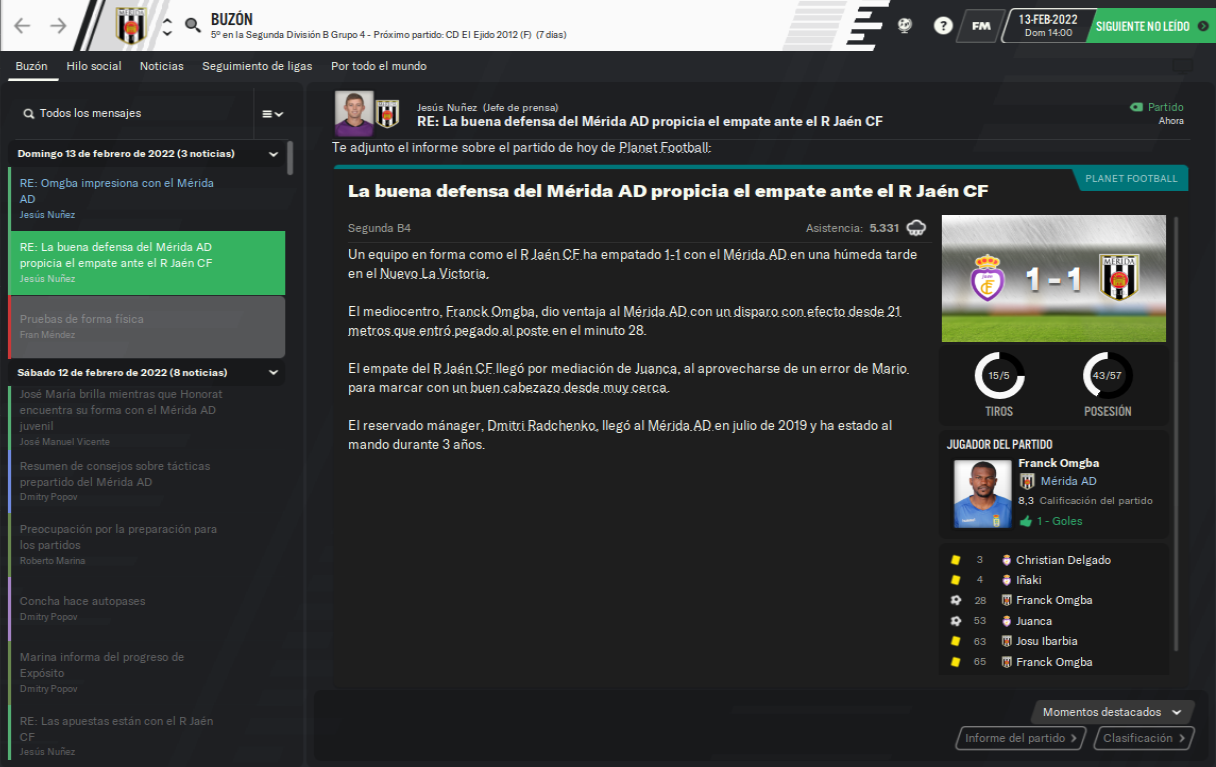 BUZÓN
5º en la Segunda División B Grupo 4 - Próximo partido: CD El Ejido 2012 (F) (7 días)
?
FM
13-FEB-2022
Dom 14:00
SIGUIENTE NO LEÍDO
Buzón
Hilo social
Noticias
Seguimiento de ligas
Por todo el mundo
Todos los mensajes
Domingo 13 de febrero de 2022 (3 noticias)
RE: Omgba impresiona con el Mérida
AD
Jesús Nuñez
RE: La buena defensa del Mérida AD
propicia el empate ante el R Jaén CF
Jesús Nuñez
Pruebas de forma física
Fran Méndez
Sábado 12 de febrero de 2022 (8 noticias)
José María brilla mientras que Honorat
encuentra su forma con el Mérida AD
juvenil
José Manuel Vicente
Resumen de consejos sobre tácticas
prepartido del Mérida AD
Dmitry Popov
Preocupación por la preparación para
los partidos
Roberto Marina
Concha hace autopases
Dmitry Popov
Marina informa del progreso de
Expósito
Dmitry Popov
RE: Las apuestas están con el R Jaén
CF
Jesús Nuñez
Jesús Nuñez (Jefe de prensa)
RE: La buena defensa del Mérida AD propicia el empate ante el R Jaén CF
Partido
Ahora
Te adjunto el informe sobre el partido de hoy de Planet Football:
PLANET FOOTBALL
La buena defensa del Mérida AD propicia el empate ante el R Jaén CF
Segunda B4
Asistencia: 5.331
Un equipo en forma como el R Jaén CF ha empatado 1-1 con el Mérida AD en una húmeda tarde
en el Nuevo La Victoria.
El mediocentro, Franck Omgba, dio ventaja al Mérida AD con un disparo con efecto desde 21
metros que entró pegado al poste en el minuto 28.
El empate del R Jaén CF llegó por mediación de Juanca, al aprovecharse de un error de Mario
para marcar con un buen cabezazo desde muy cerca.
El reservado mánager, Dmitri Radchenko, llegó al Mérida AD en julio de 2019 y ha estado al
mando durante 3 años.
1 - 1
MERIDA
15/5
TIROS
43/57
POSESIÓN
JUGADOR DEL PARTIDO
Franck Omgba
Mérida AD
8,3 Calificación del partido
1 - Goles
3 Christian Delgado
4 Iñaki
28 Franck Omgba
53 Juanca
63 Josu Ibarbia
65 Franck Omgba
Momentos destacados
Informe del partido
Clasificación